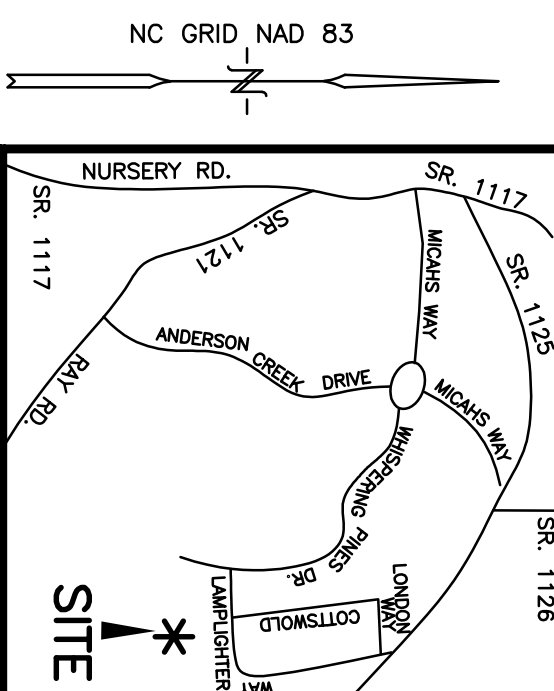 NC GRID NAD 83
NURSERY RD.
SR. 1117
SR. 1117
SR. 1121
MICAHS WAY
SR. 1125
ANDERSON CREEK DRIVE
MICAHS WAY
RAY RD.
WHISPERING PINES DR.
SR. 1126
LONDON WAY
COTTSWOLD
LAMPLIGHTER WAY
SITE